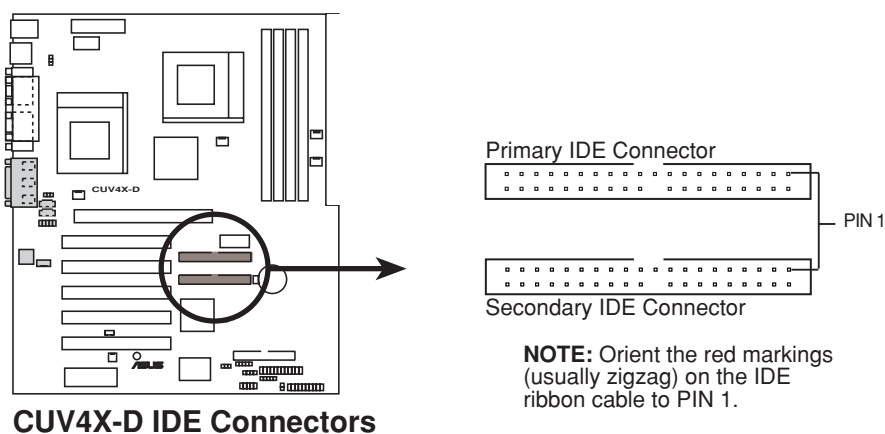 CUV4X-D
ASUS
CUV4X-D IDE Connectors
Primary IDE Connector
PIN 1
Secondary IDE Connector
NOTE: Orient the red markings
(usually zigzag) on the IDE
ribbon cable to PIN 1.